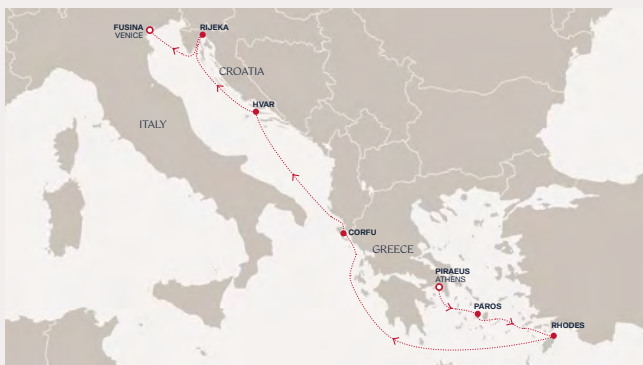 FUSINA
VENICE
RIJEKA
CROATIA
HVAR
ITALY
CORFU
GREECE
PIRAEUS
ATHENS
PAROS
RHODES